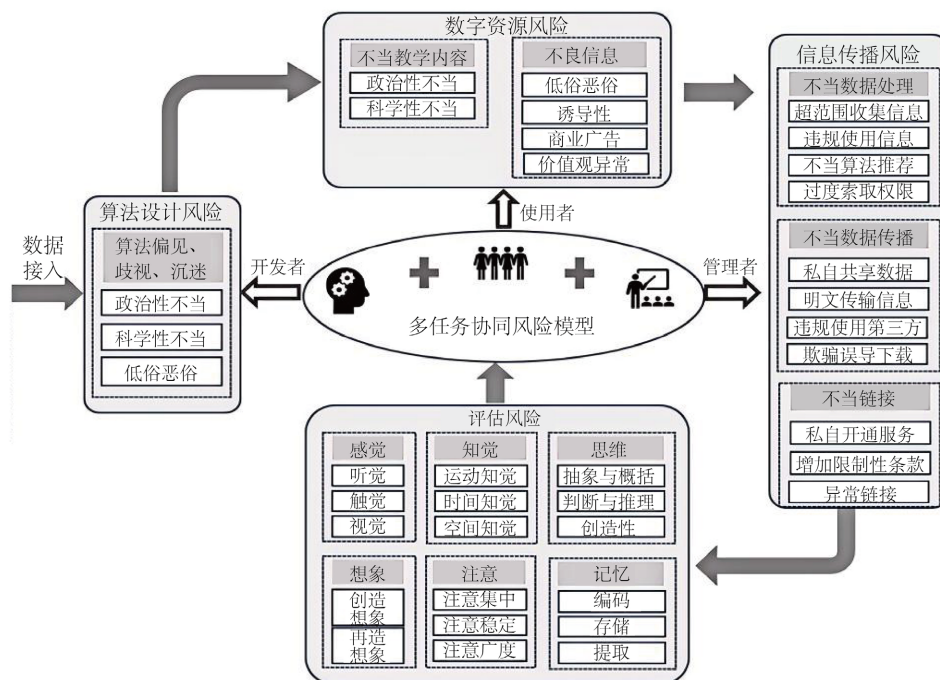 数字资源风险
不当教学内容
政治性不当
科学性不当
不良信息
低俗恶俗
诱导性
商业广告
价值观异常
信息传播风险
不当数据处理
超范围收集信息
违规使用信息
不当算法推荐
过度索取权限
不当数据传播
私自共享数据
明文传输信息
违规使用第三方
欺骗误导下载
不当链接
私自开通服务
增加限制性条款
异常链接
数据
接入
算法设计风险
算法偏见、
歧视、沉迷
政治性不当
科学性不当
低俗恶俗
开发者
使用者
管理者
多任务协同风险模型
评估风险
感觉
听觉
触觉
视觉
知觉
运动知觉
时间知觉
空间知觉
思维
抽象与概括
判断与推理
创造性
想象
创造
想象
再造
想象
注意
注意集中
注意稳定
注意广度
记忆
编码
存储
提取